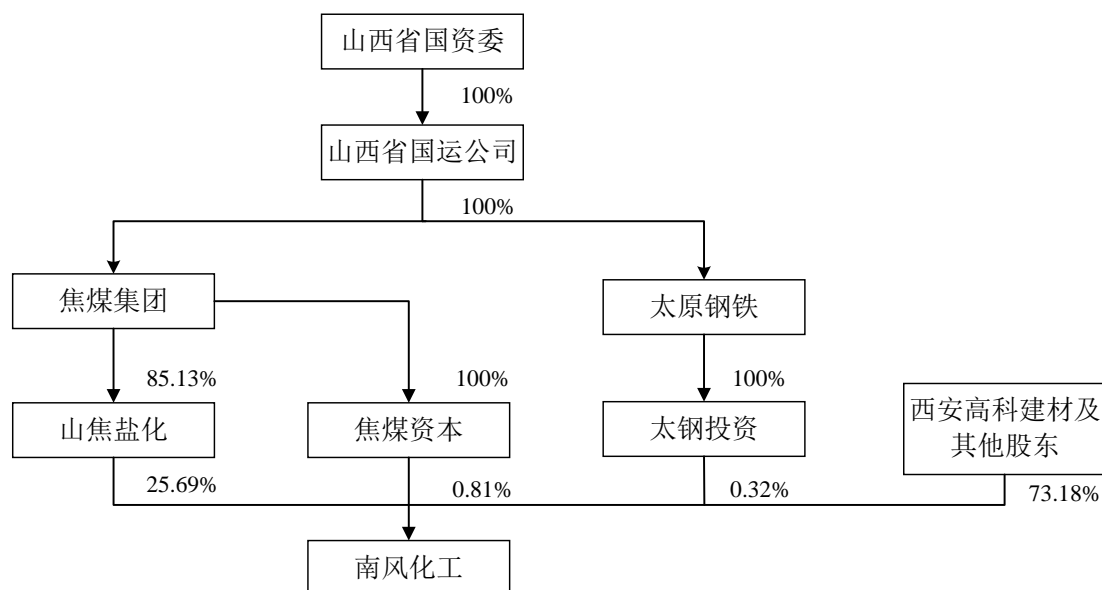 山西省国资委
100%
山西省国运公司
100%
焦煤集团
太原钢铁
85.13%
100%
100%
山焦盐化
焦煤资本
太钢投资
西安高科建材及
其他股东
25.69%
0.81%
0.32%
73.18%
南风化工